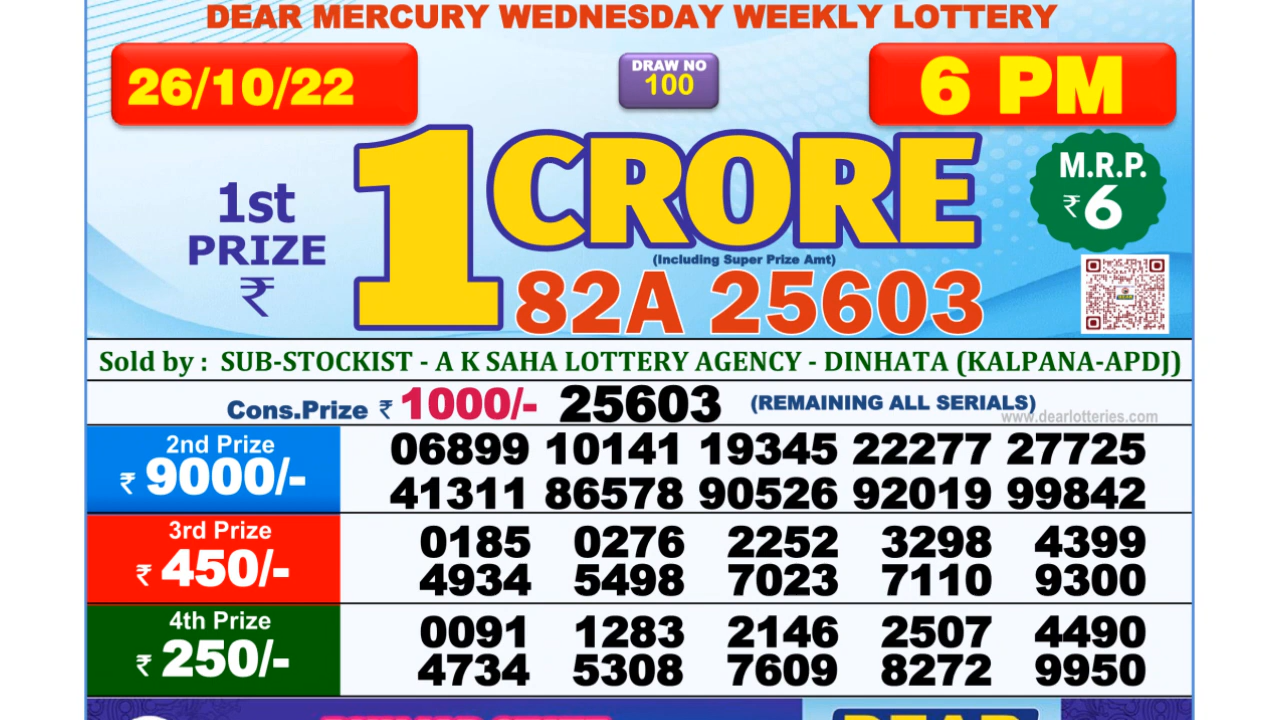 DEAR MERCURY WEDNESDAY WEEKLY LOTTERY
26/10/22
DRAW NO
100
6 PM
1st
PRIZE
₹
1 CRORE
(Including Super Prize Amt)
82A 25603
M.R.P.
₹ 6
Sold by : SUB-STOCKIST - A K SAHA LOTTERY AGENCY - DINHATA (KALPANA-APDJ)
Cons.Prize ₹ 1000/- 25603 (REMAINING ALL SERIALS)
www.dearlotteries.com
2nd Prize
₹ 9000/-
06899 10141 19345 22277 27725
41311 86578 90526 92019 99842
3rd Prize
₹ 450/-
0185 0276 2252 3298 4399
4934 5498 7023 7110 9300
4th Prize
₹ 250/-
0091 1283 2146 2507 4490
4734 5308 7609 8272 9950
DEAR